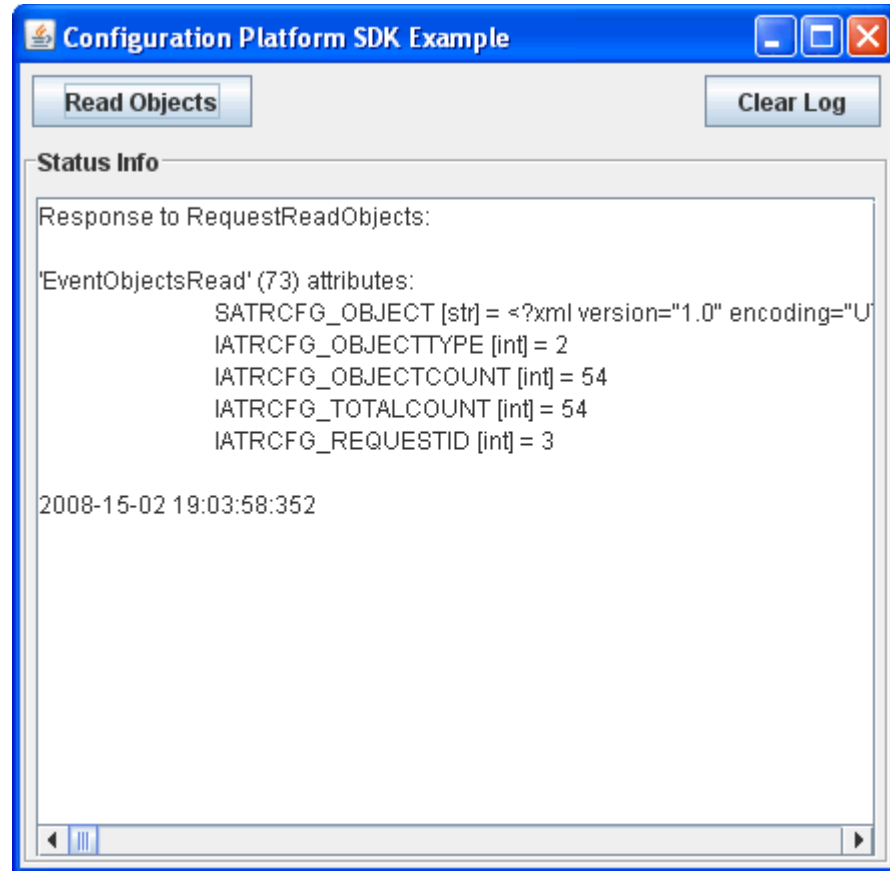 Configuration Platform SDK Example
Read Objects
Clear Log
Status Info
Response to RequestReadObjects:
'EventObjectsRead' (73) attributes:
SATRCFG_OBJECT [str] = <?xml version="1.0" encoding="U
IATRCFG_OBJECTTYPE [int] = 2
IATRCFG_OBJECTCOUNT [int] = 54
IATRCFG_TOTALCOUNT [int] = 54
IATRCFG_REQUESTID [int] = 3
2008-15-02 19:03:58:352